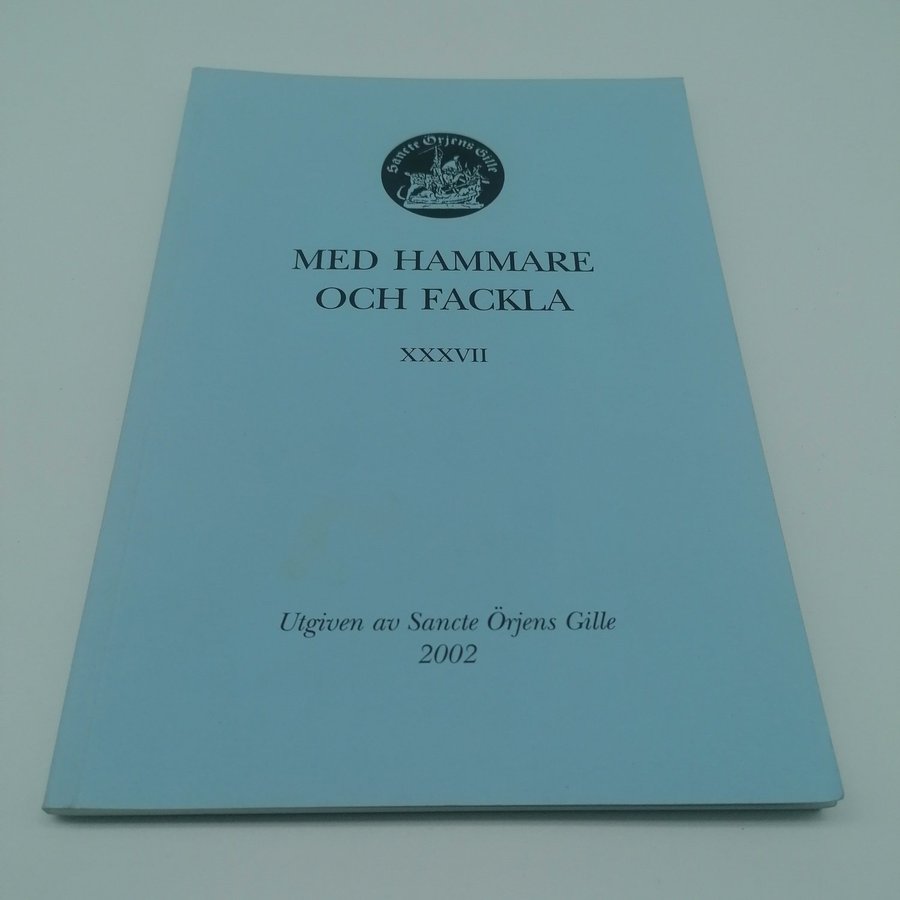 Sancte Örjens Gille
MED HAMMARE
OCH FACKLA
XXXVII
Utgiven av Sancte Örjens Gille
2002